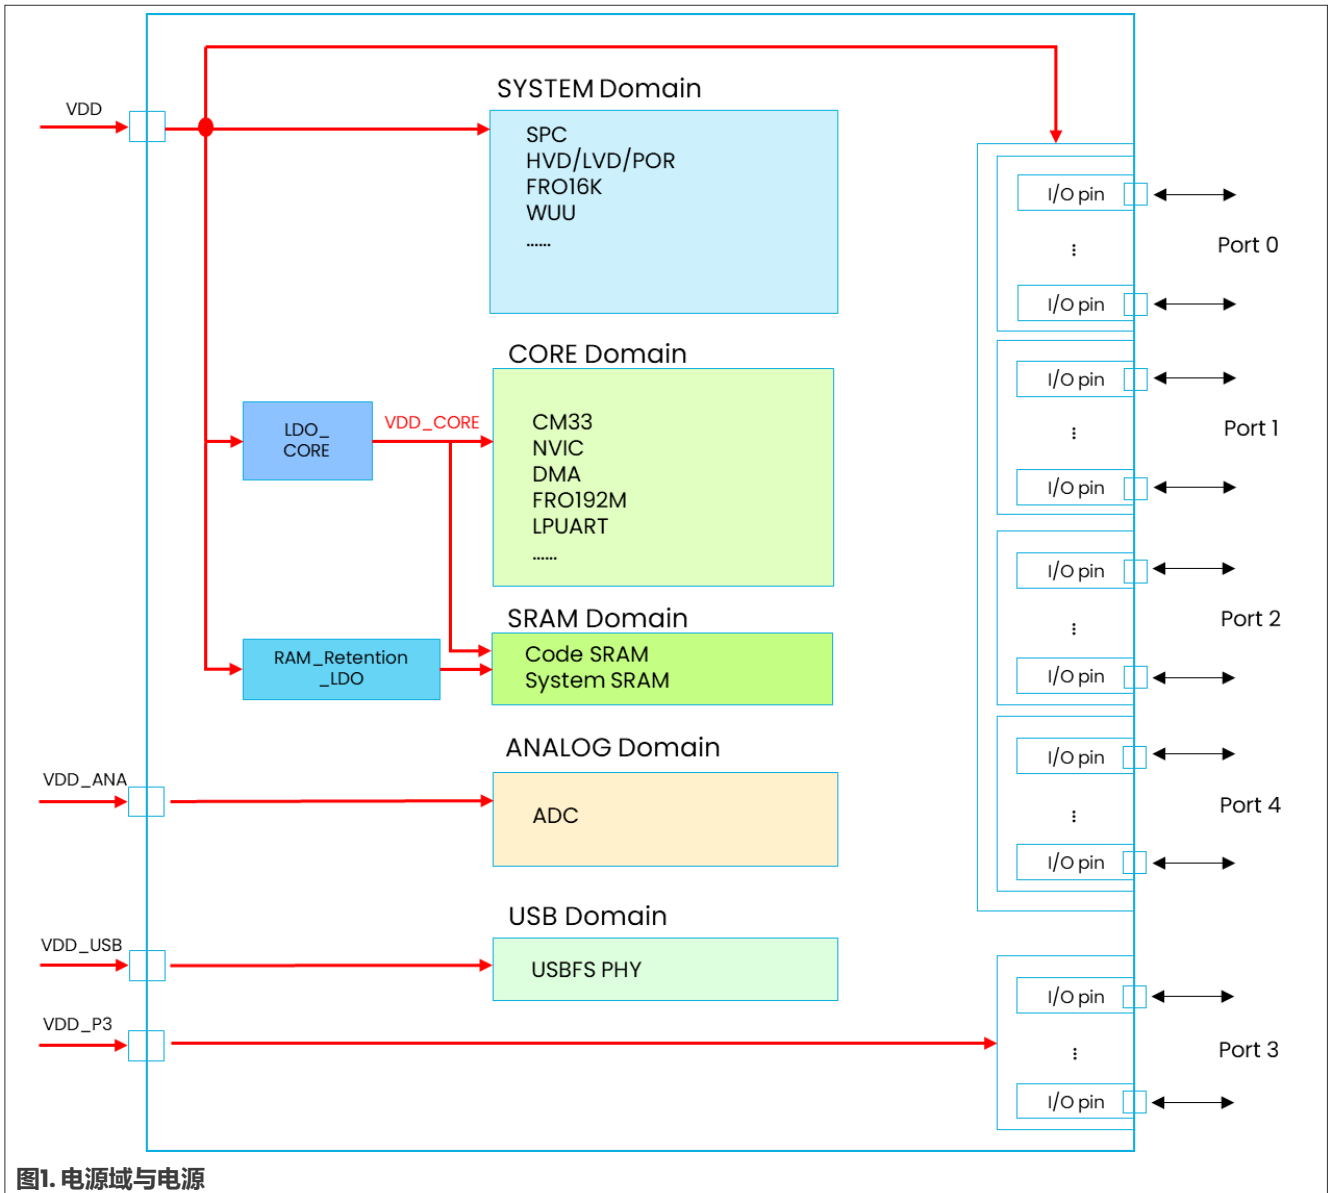 SYSTEM Domain
VDD
SPC
HVD/LVD/POR
FRO16K
WUU
......
I/O pin
⋮
I/O pin
Port 0
CORE Domain
LDO_
CORE
VDD_CORE
CM33
NVIC
DMA
FRO192M
LPUART
......
I/O pin
⋮
I/O pin
Port 1
SRAM Domain
RAM_Retention
_LDO
Code SRAM
System SRAM
I/O pin
⋮
I/O pin
Port 2
ANALOG Domain
VDD_ANA
ADC
I/O pin
⋮
I/O pin
Port 4
USB Domain
VDD_USB
USBFS PHY
VDD_P3
I/O pin
⋮
I/O pin
Port 3
图1. 电源域与电源